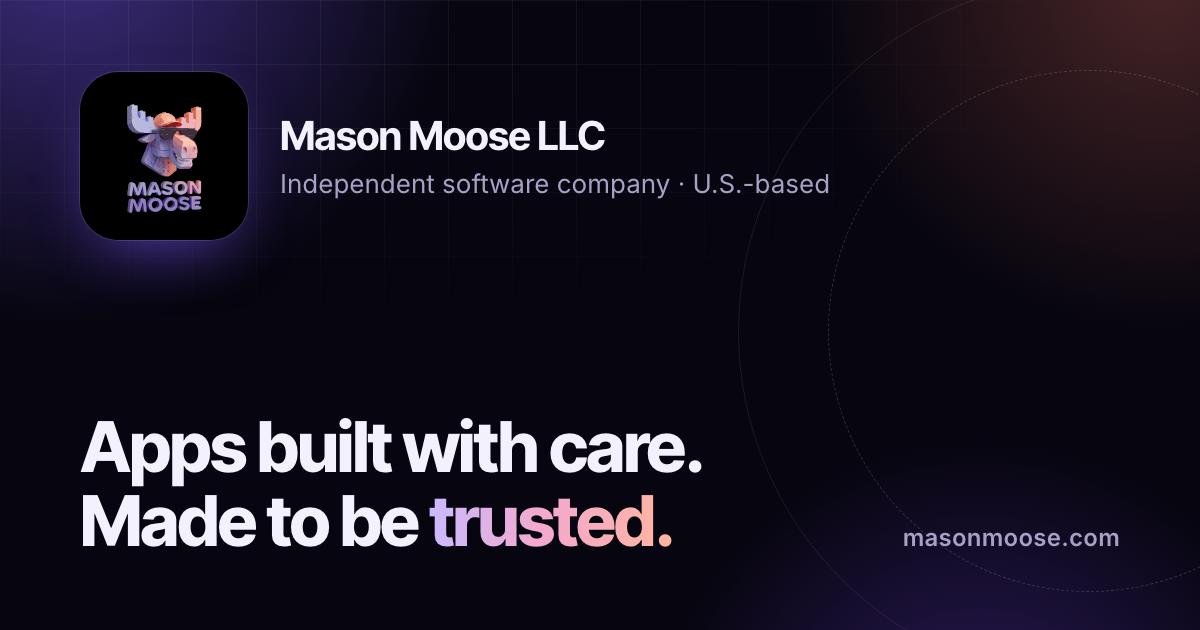 MASON
MOOSE
Mason Moose LLC
Independent software company · U.S.-based
Apps built with care.
Made to be trusted.
masonmoose.com